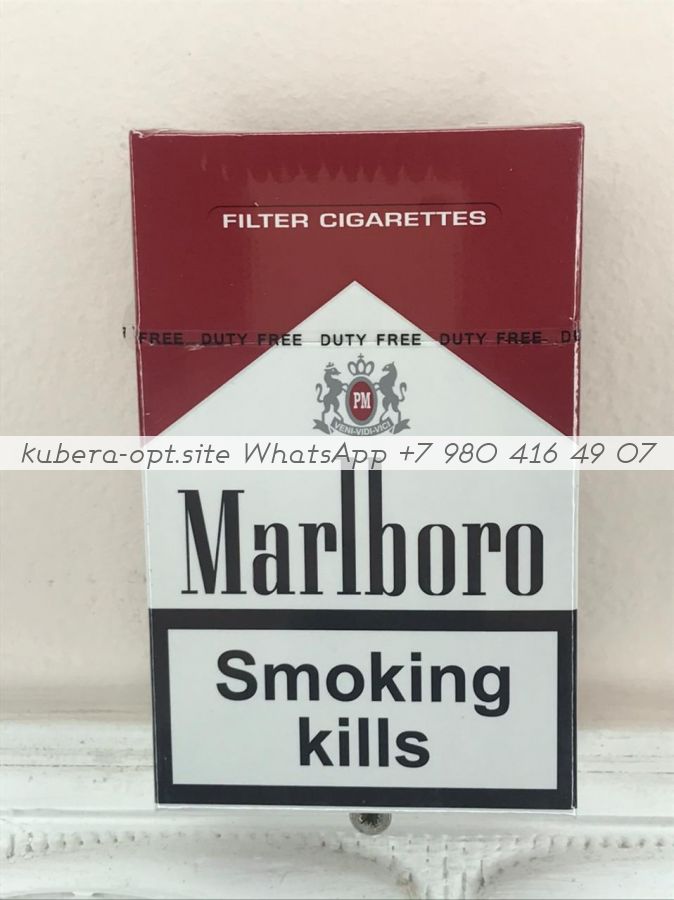 FILTER CIGARETTES
FREE DUTY FREE DUTY FREE DUTY FREE DU
PM
VENI·VIDI·VICI
kubera-opt.site WhatsApp +7 980 416 49 07
Marlboro
Smoking
kills